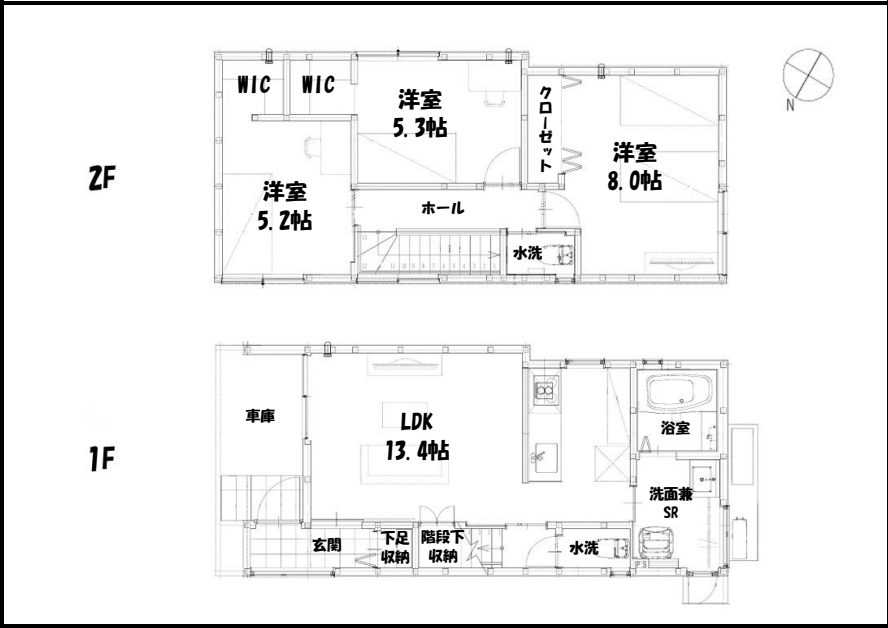 N
2F
WIC
WIC
洋室
5.3帖
クローゼット
洋室
8.0帖
洋室
5.2帖
ホール
水洗
1F
車庫
LDK
13.4帖
浴室
洗面兼
SR
玄関
下足
収納
階段下
収納
水洗
PS